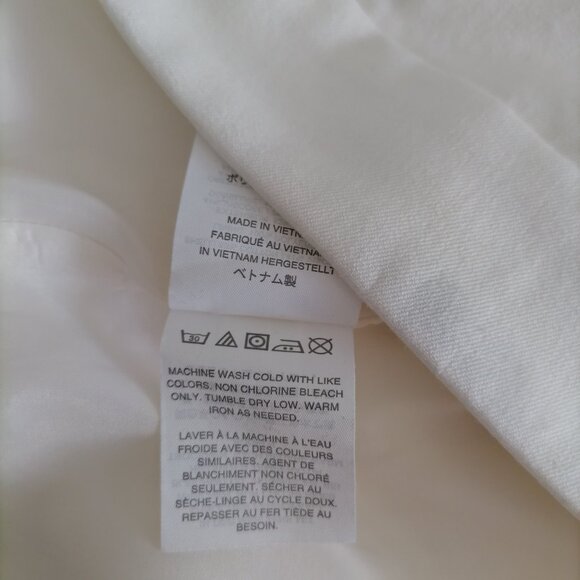 MADE IN
FABRIQUÉ AU
IN VIETNAM HERGESTELLT
ベトナム製
30
MACHINE WASH COLD WITH LIKE
COLORS. NON CHLORINE BLEACH
ONLY. TUMBLE DRY LOW. WARM
IRON AS NEEDED.
LAVER À LA MACHINE À L'EAU
FROIDE AVEC DES COULEURS
SIMILAIRES. AGENT DE
BLANCHIMENT NON CHLORÉ
SEULEMENT. SÉCHER AU
SÈCHE-LINGE AU CYCLE DOUX.
REPASSER AU FER TIÈDE AU
BESOIN.